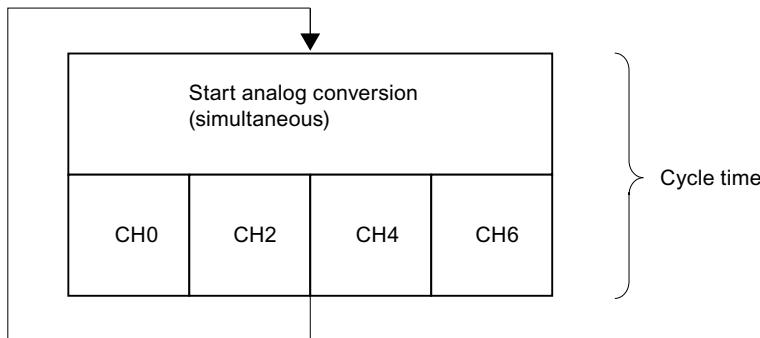 Start analog conversion
(simultaneous)
Cycle time
CH0
CH2
CH4
CH6